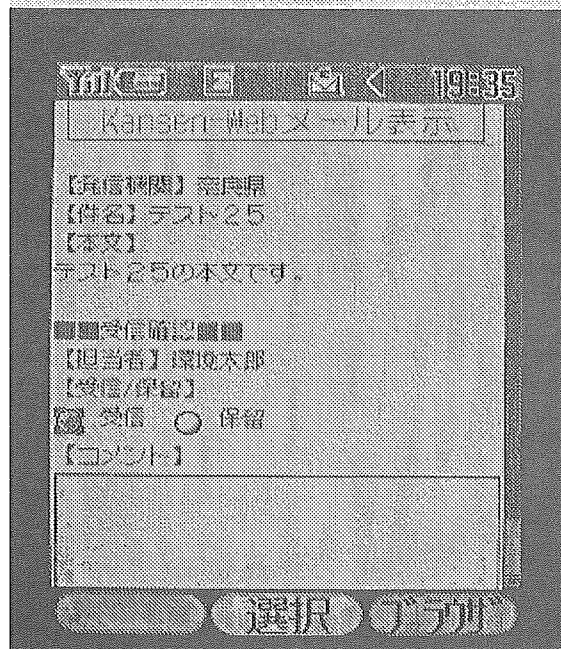 19:35
Kansen-Webメール表示
【発信機関】奈良県
【件名】テスト25
【本文】
テスト25の本文です。
■■受信確認■■
【担当者】環境太郎
【受信/保留】
受信 ○ 保留
【コメント】
選択 ブラウザ